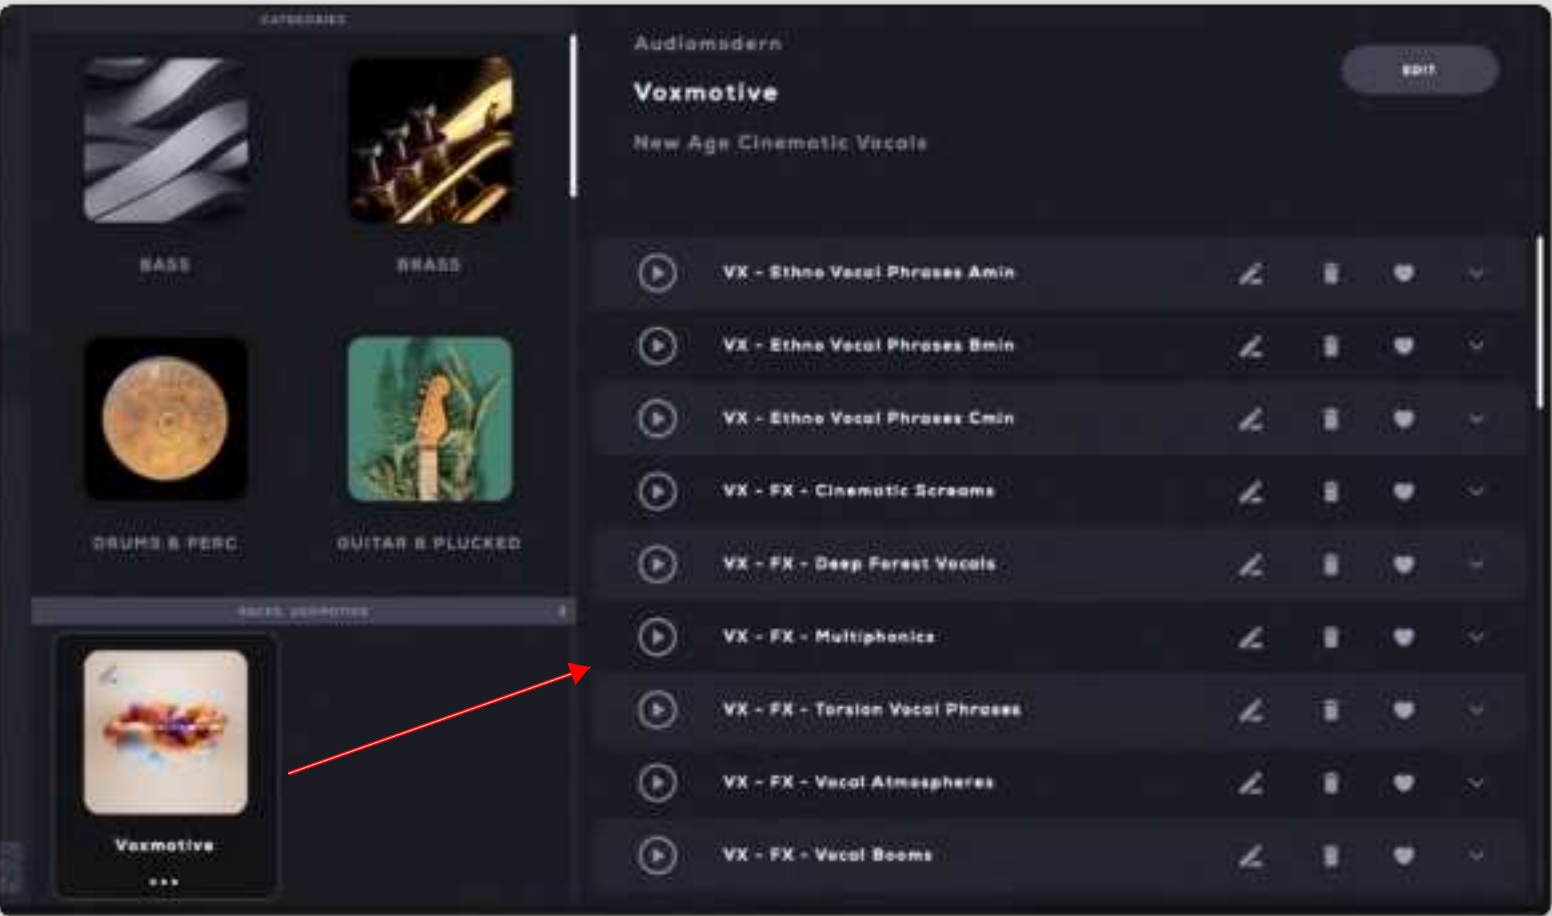 CATEGORIES
BASS
BRASS
DRUMS & PERC
GUITAR & PLUCKED
Voxmotive
Audiomodern
Voxmotive
New Age Cinematic Vocals
EDIT
VX - Ethno Vocal Phrases Amin
VX - Ethno Vocal Phrases Bmin
VX - Ethno Vocal Phrases Cmin
VX - FX - Cinematic Screams
VX - FX - Deep Forest Vocals
VX - FX - Multiphonics
VX - FX - Torsion Vocal Phrases
VX - FX - Vocal Atmospheres
VX - FX - Vocal Booms